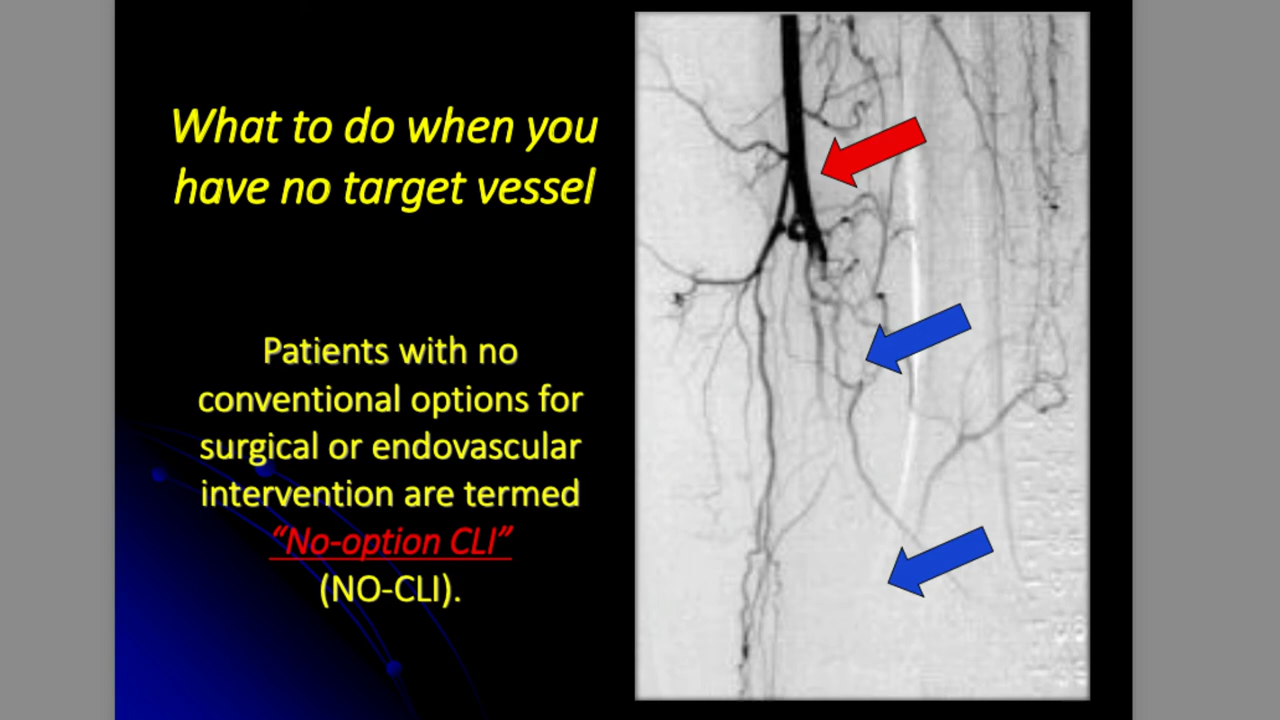 What to do when you
have no target vessel
Patients with no
conventional options for
surgical or endovascular
intervention are termed
“No-option CLI”
(NO-CLI).